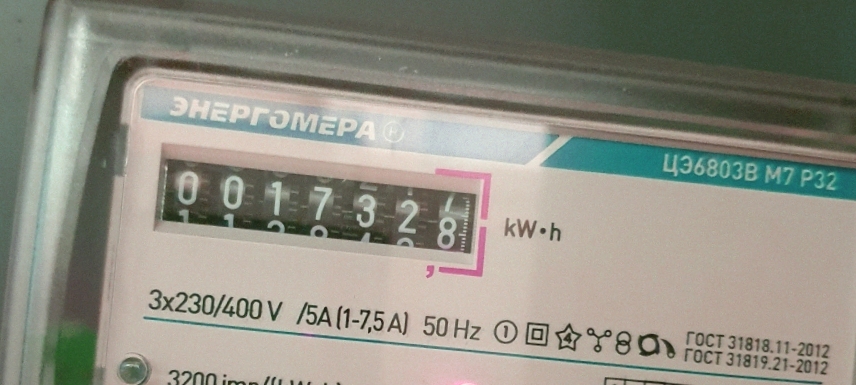 ЭНЕРГОМЕРА
ЦЭ6803В М7 Р32
0017328
kW•h
3x230/400 V /5A (1-7,5 A) 50 Hz
ГОСТ 31818.11-2012
ГОСТ 31819.21-2012
3200